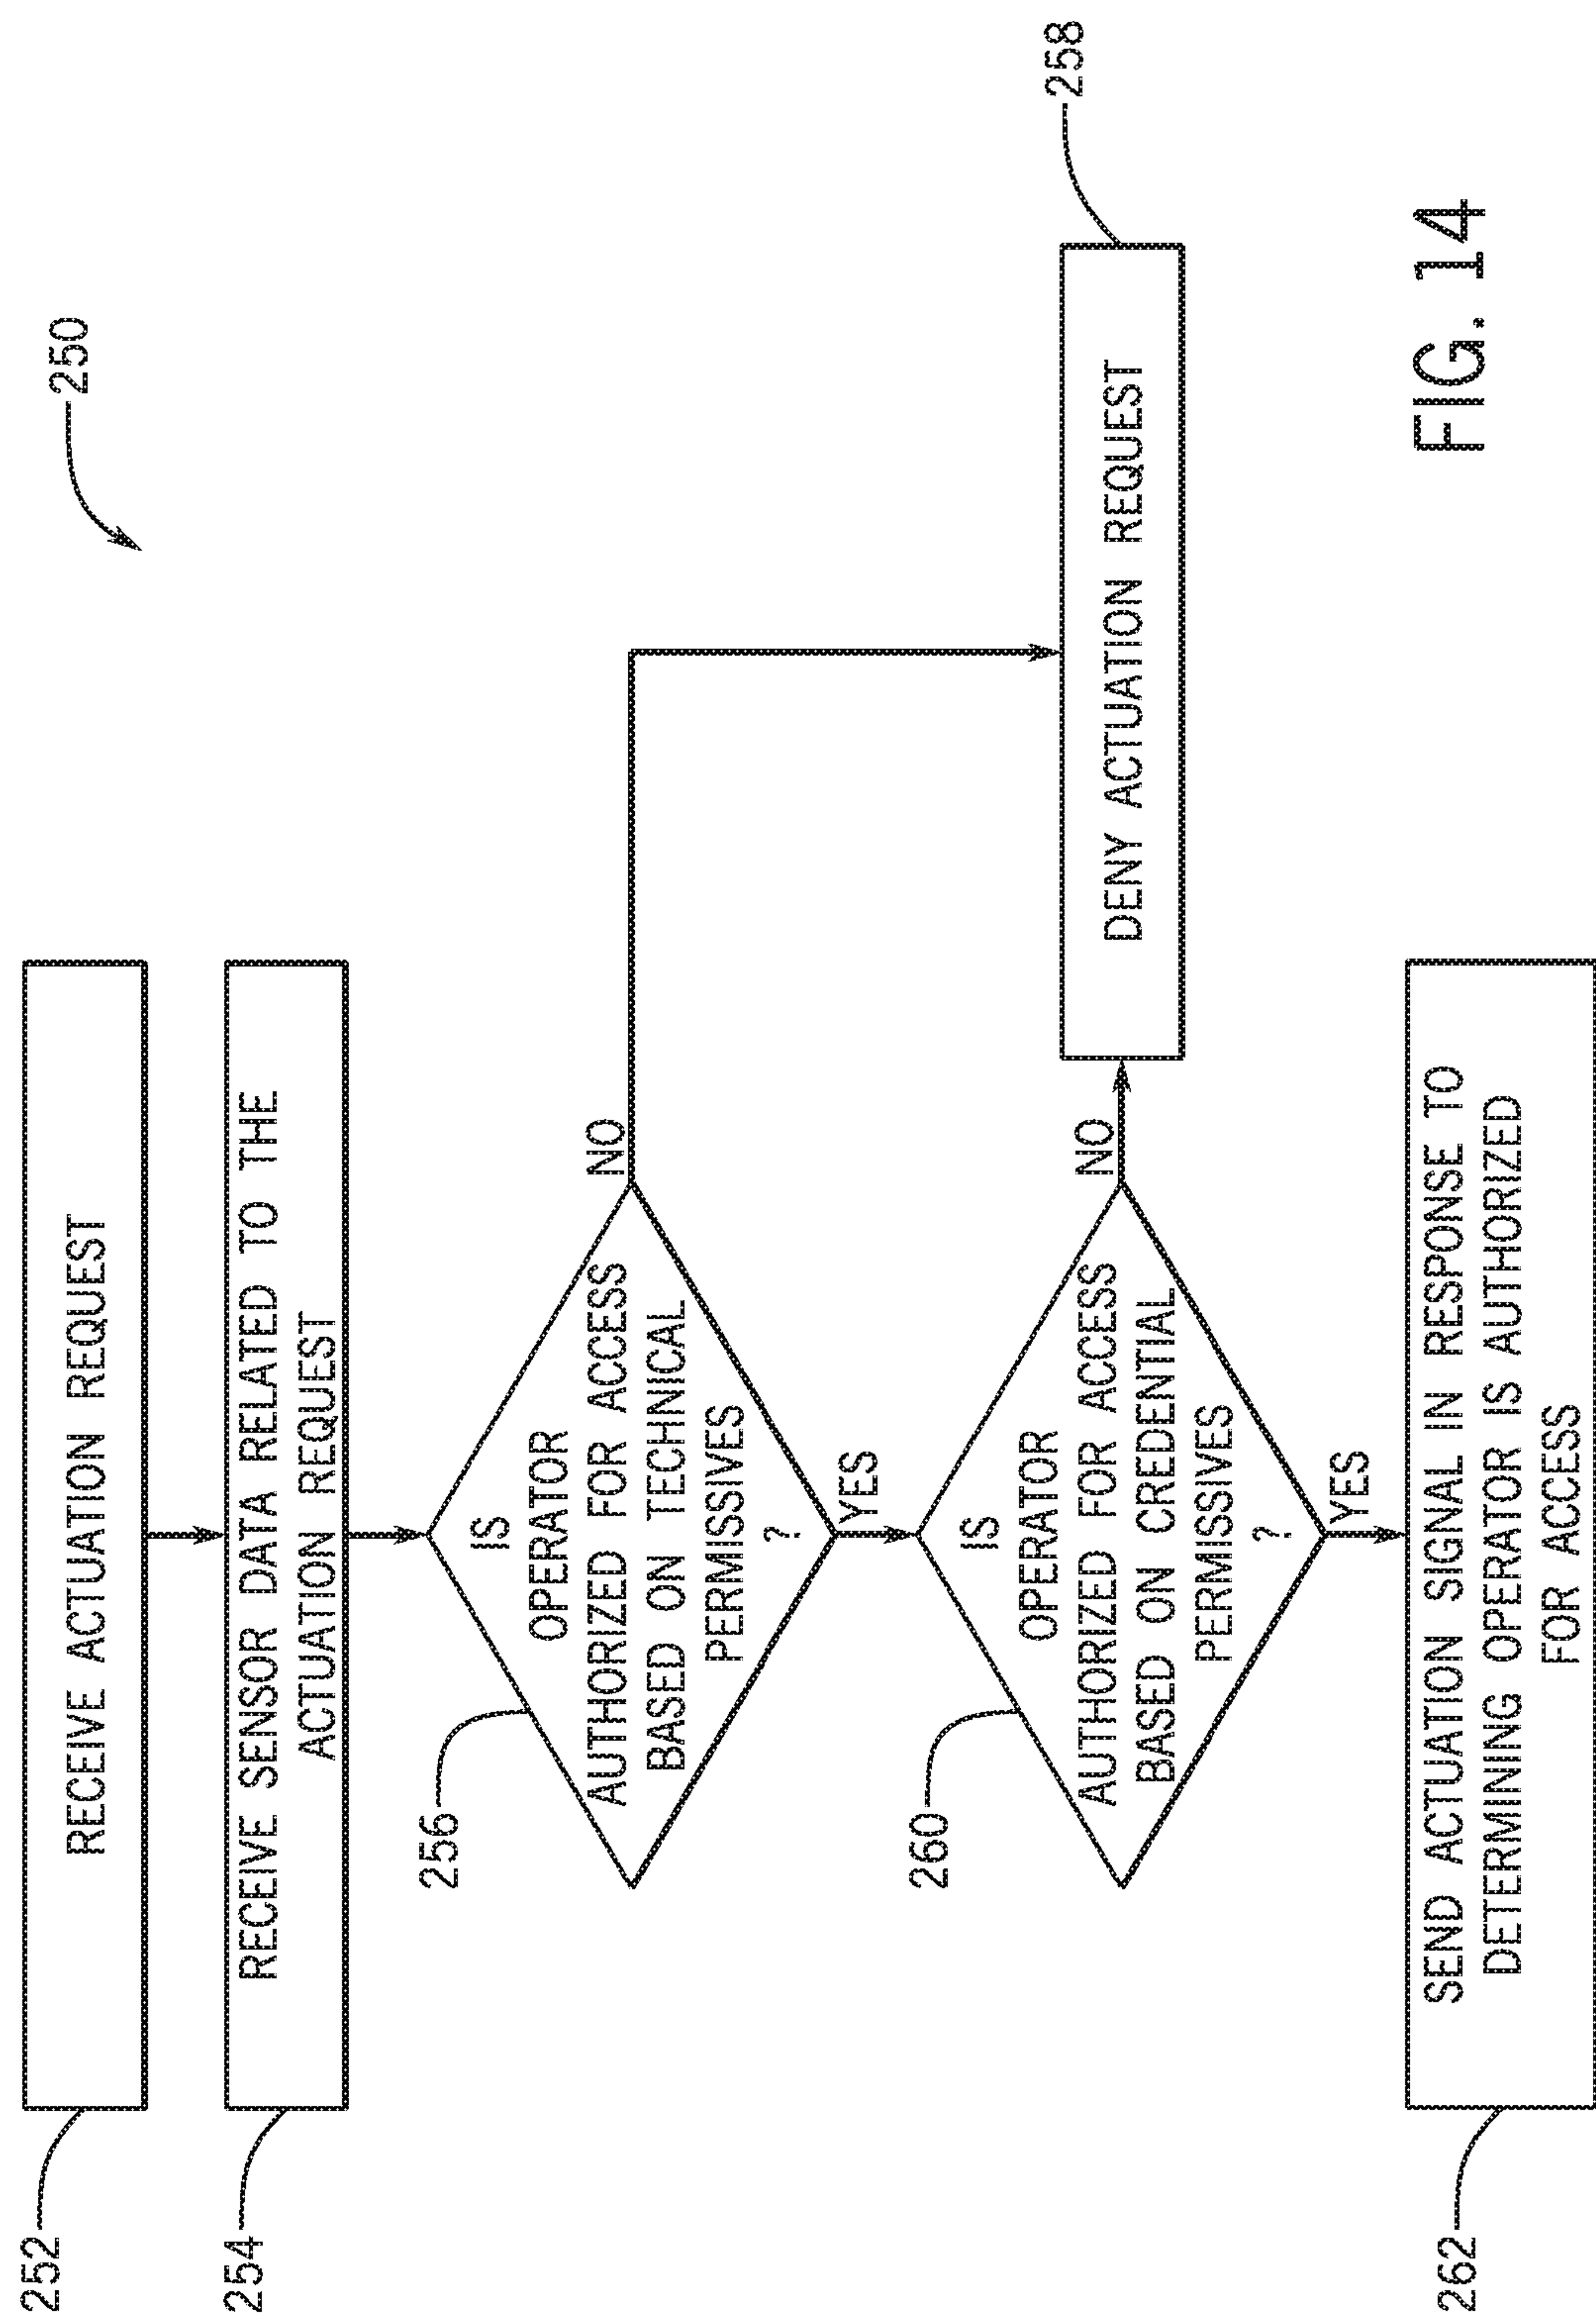 250
252
RECEIVE ACTUATION REQUEST
254
RECEIVE SENSOR DATA RELATED TO THE
ACTUATION REQUEST
256
IS
OPERATOR
AUTHORIZED FOR ACCESS
BASED ON TECHNICAL
PERMISSIVES
?
NO
YES
260
IS
OPERATOR
AUTHORIZED FOR ACCESS
BASED ON CREDENTIAL
PERMISSIVES
?
NO
258
DENY ACTUATION REQUEST
YES
262
SEND ACTUATION SIGNAL IN RESPONSE TO
DETERMINING OPERATOR IS AUTHORIZED
FOR ACCESS
FIG. 14